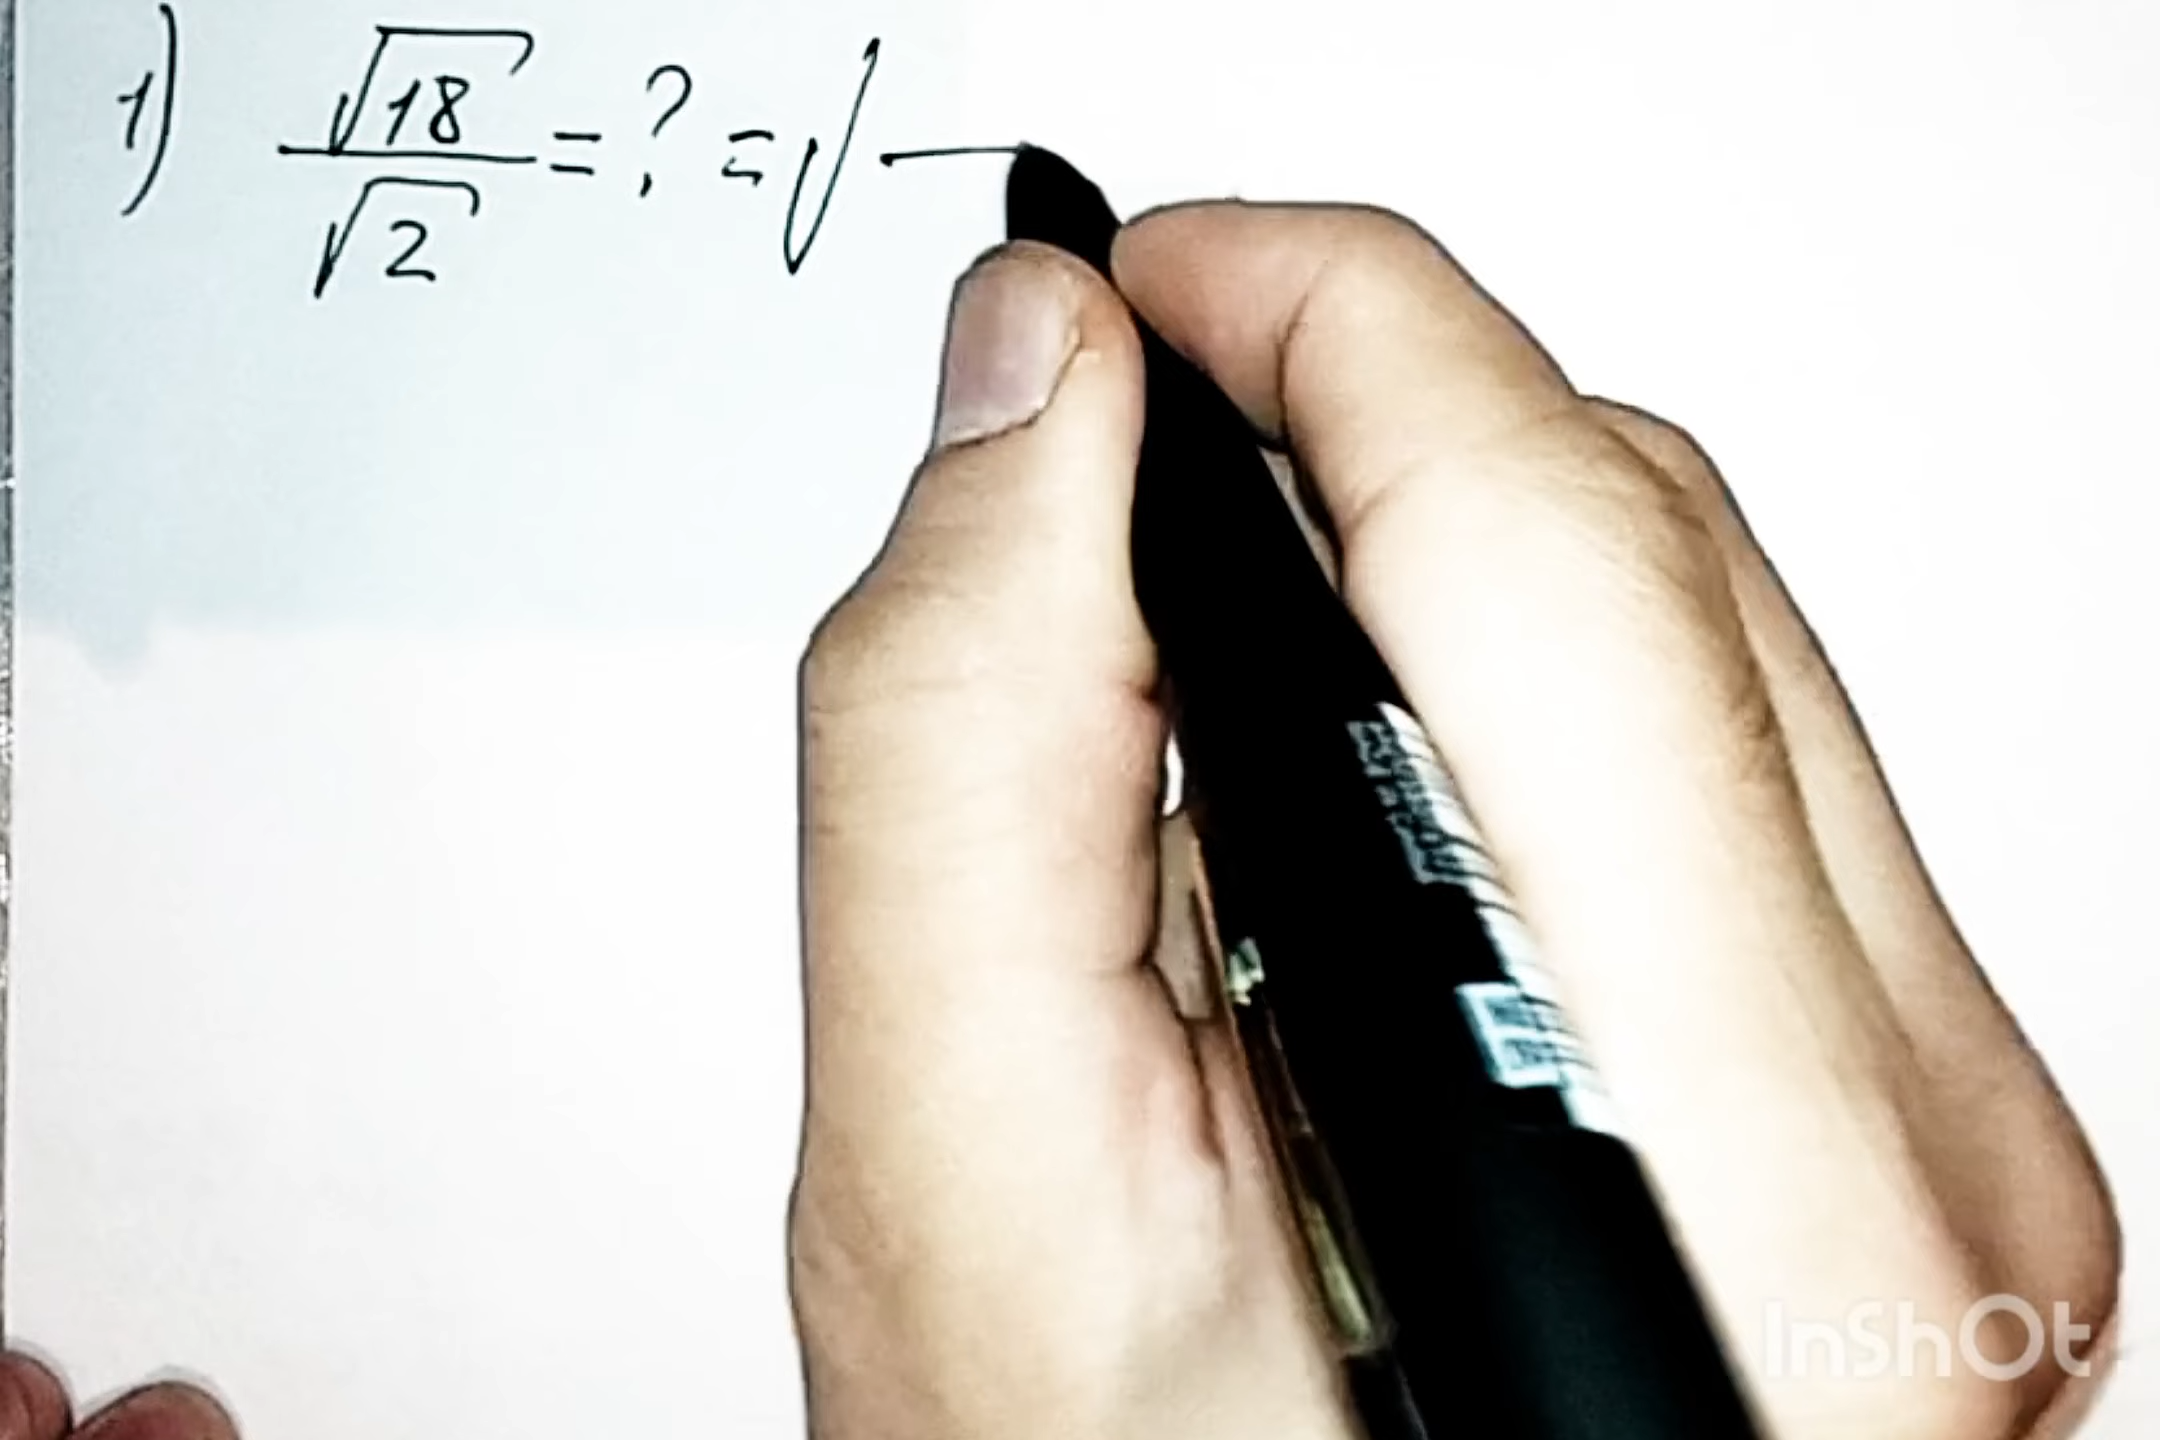 1) √18/√2 = ? = √—
InShOt